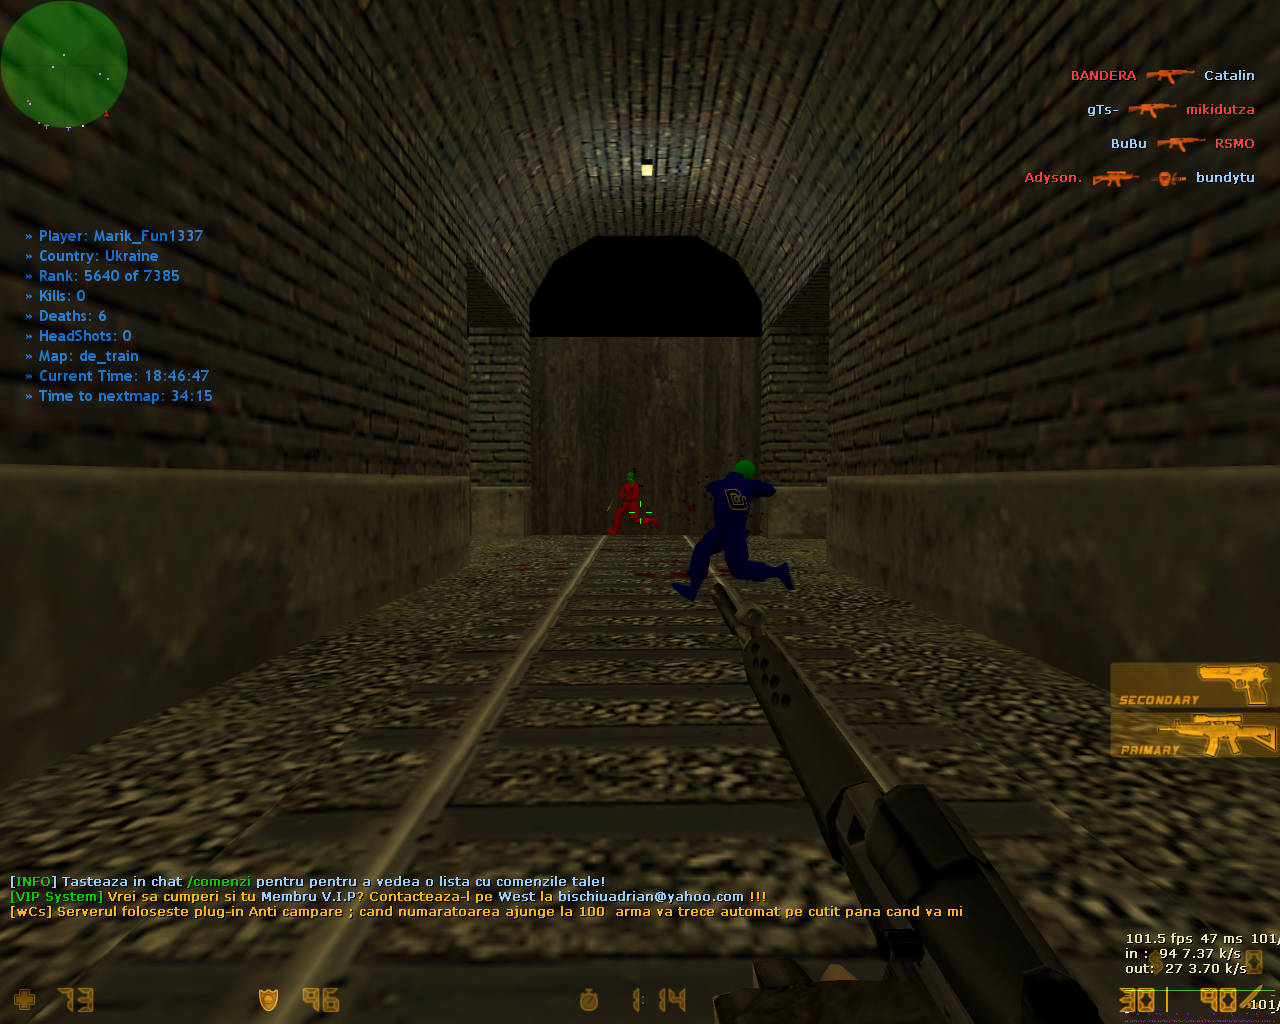 BANDERA Catalin
gTs- mikidutza
BuBu RSMO
Adyson. bundytu
» Player: Marik_Fun1337
» Country: Ukraine
» Rank: 5640 of 7385
» Kills: 0
» Deaths: 6
» HeadShots: 0
» Map: de_train
» Current Time: 18:46:47
» Time to nextmap: 34:15
SECONDARY
PRIMARY
[INFO] Tasteaza in chat /comenzi pentru pentru a vedea o lista cu comenzile tale!
[VIP System] Vrei sa cumperi si tu Membru V.I.P? Contacteaza-l pe West la bischiuadrian@yahoo.com !!!
[wCs] Serverul foloseste plug-in Anti campare ; cand numaratoarea ajunge la 100 arma va trece automat pe cutit pana cand va mi
101.5 fps 47 ms 101/
in : 94 7.37 k/s
out: 27 3.70 k/s
73 96 1:14 30 | 90
101/